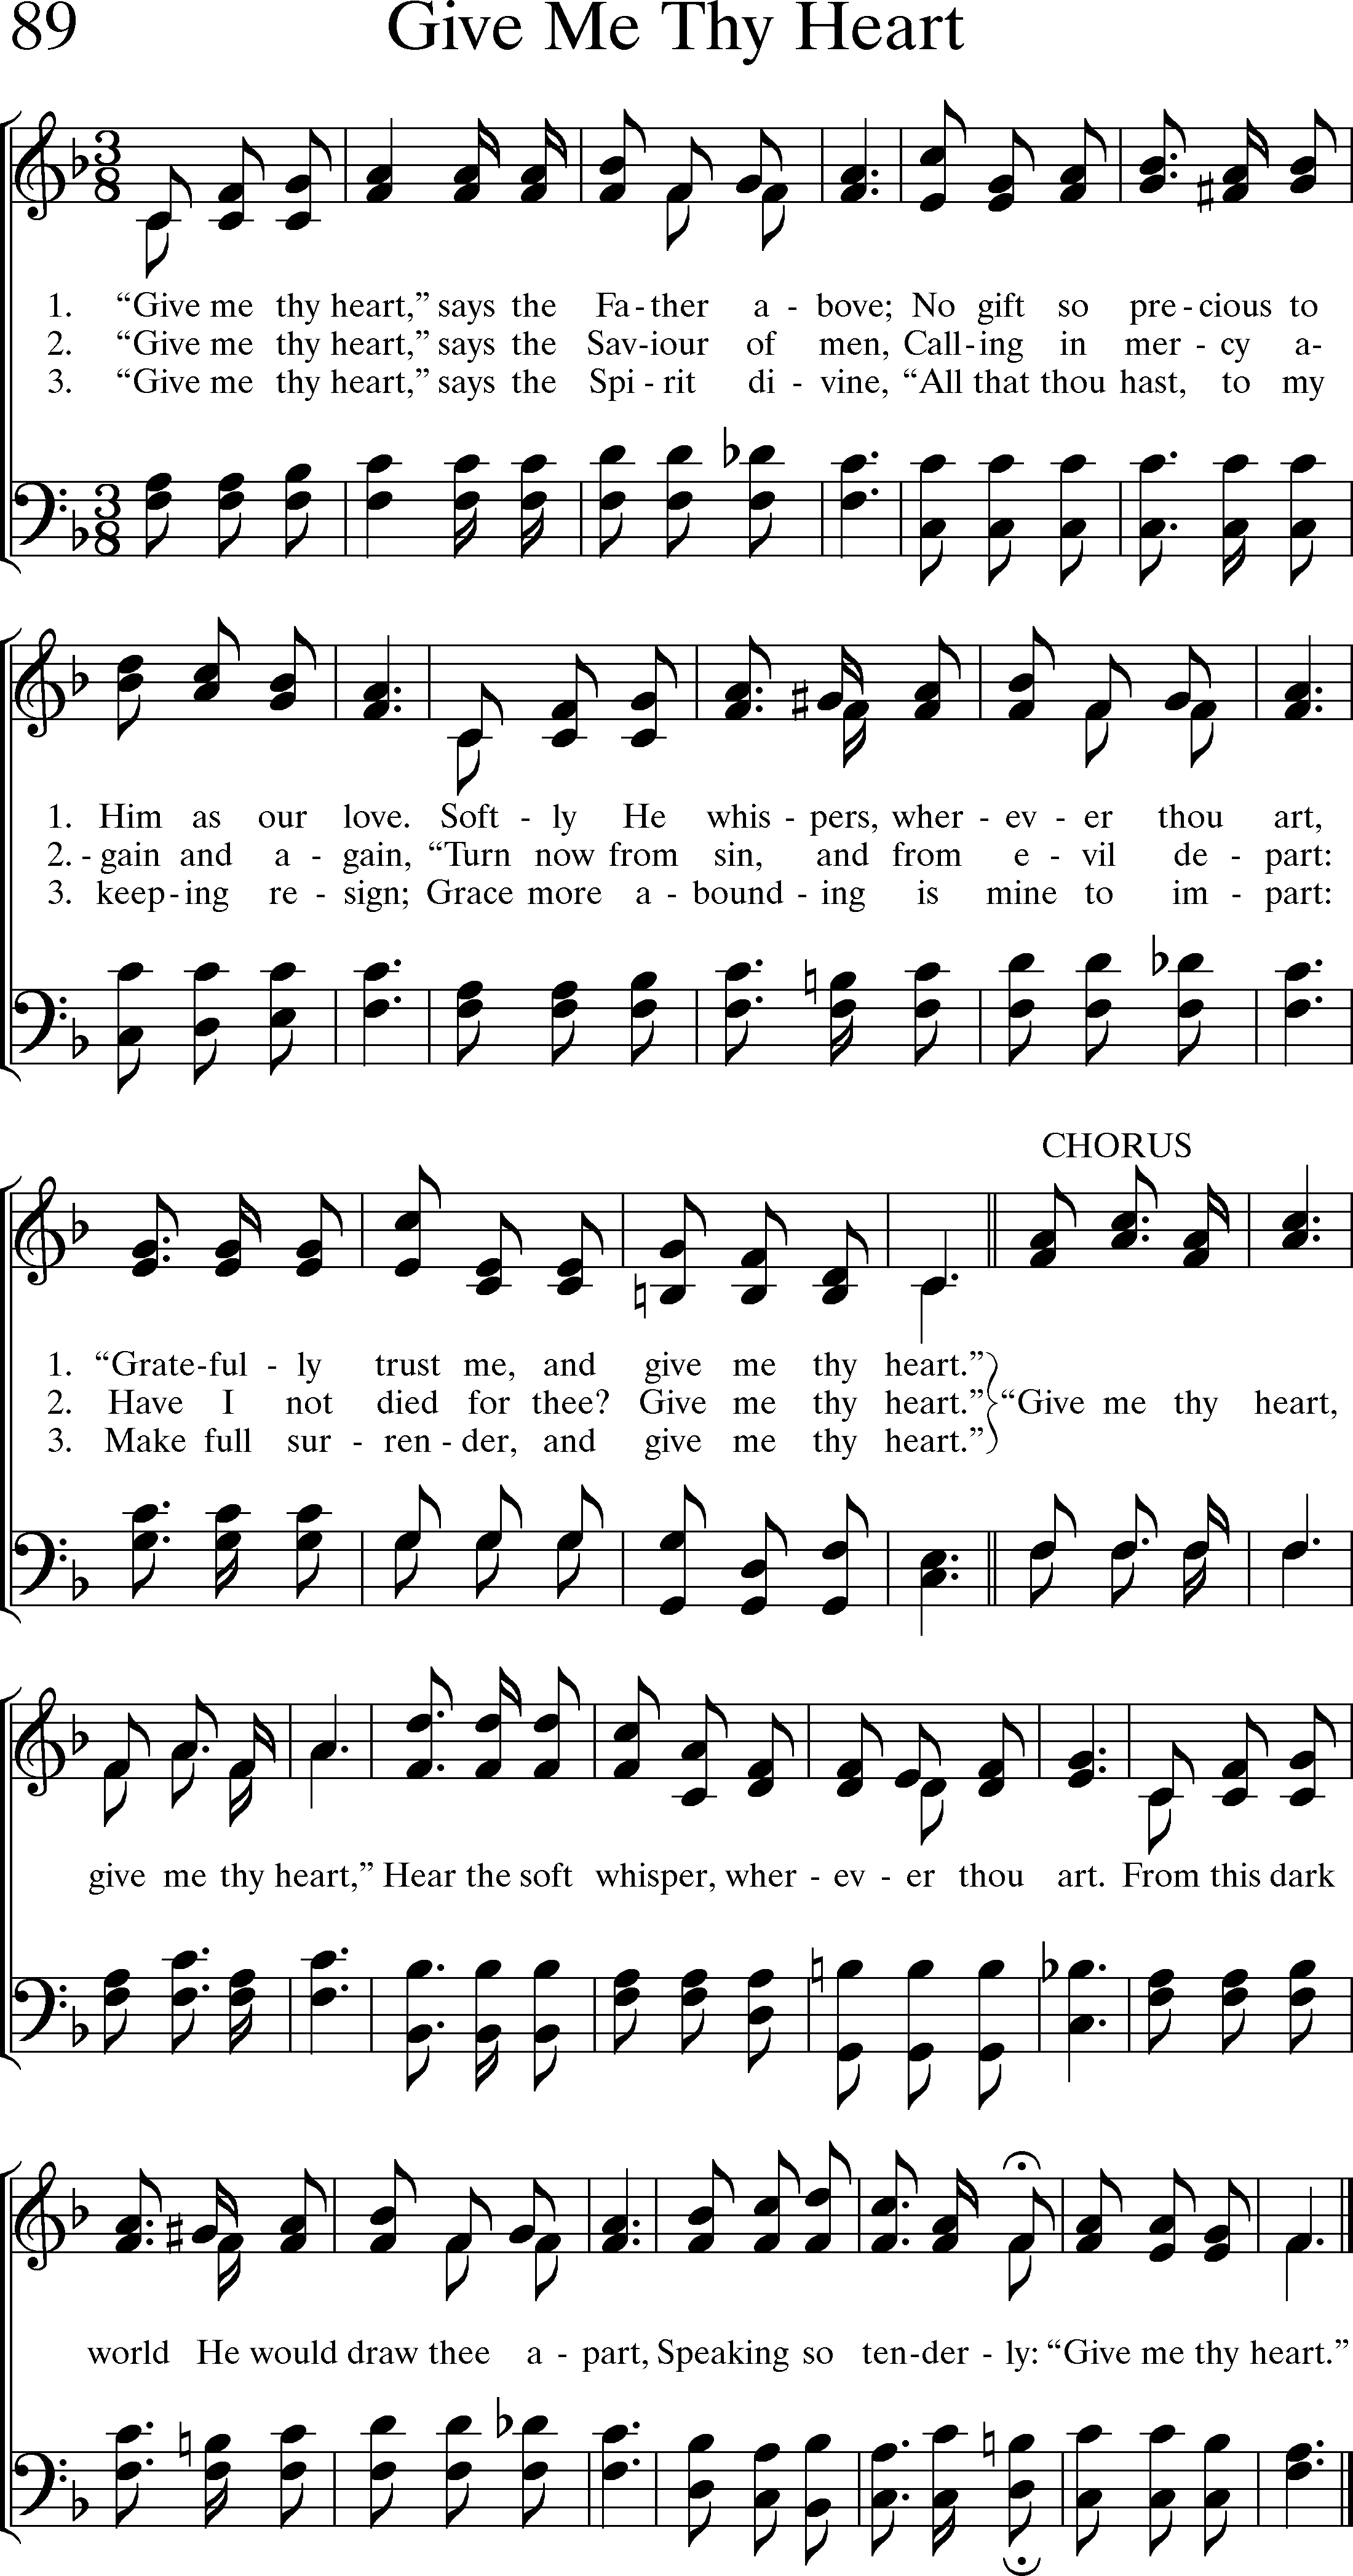 89 Give Me Thy Heart
1. “Give me thy heart,” says the Fa-ther a-bove; No gift so pre-cious to
2. “Give me thy heart,” says the Sav-iour of men, Call-ing in mer-cy a-
3. “Give me thy heart,” says the Spi-rit di-vine, “All that thou hast, to my
1. Him as our love. Soft-ly He whis-pers, wher-ev-er thou art,
2. -gain and a-gain, “Turn now from sin, and from e-vil de-part:
3. keep-ing re-sign; Grace more a-bound-ing is mine to im-part:
CHORUS
1. “Grate-ful-ly trust me, and give me thy heart.”
2. Have I not died for thee? Give me thy heart.” “Give me thy heart,
3. Make full sur-ren-der, and give me thy heart.”
give me thy heart,” Hear the soft whisper, wher-ev-er thou art. From this dark
world He would draw thee a-part, Speaking so ten-der-ly: “Give me thy heart.”